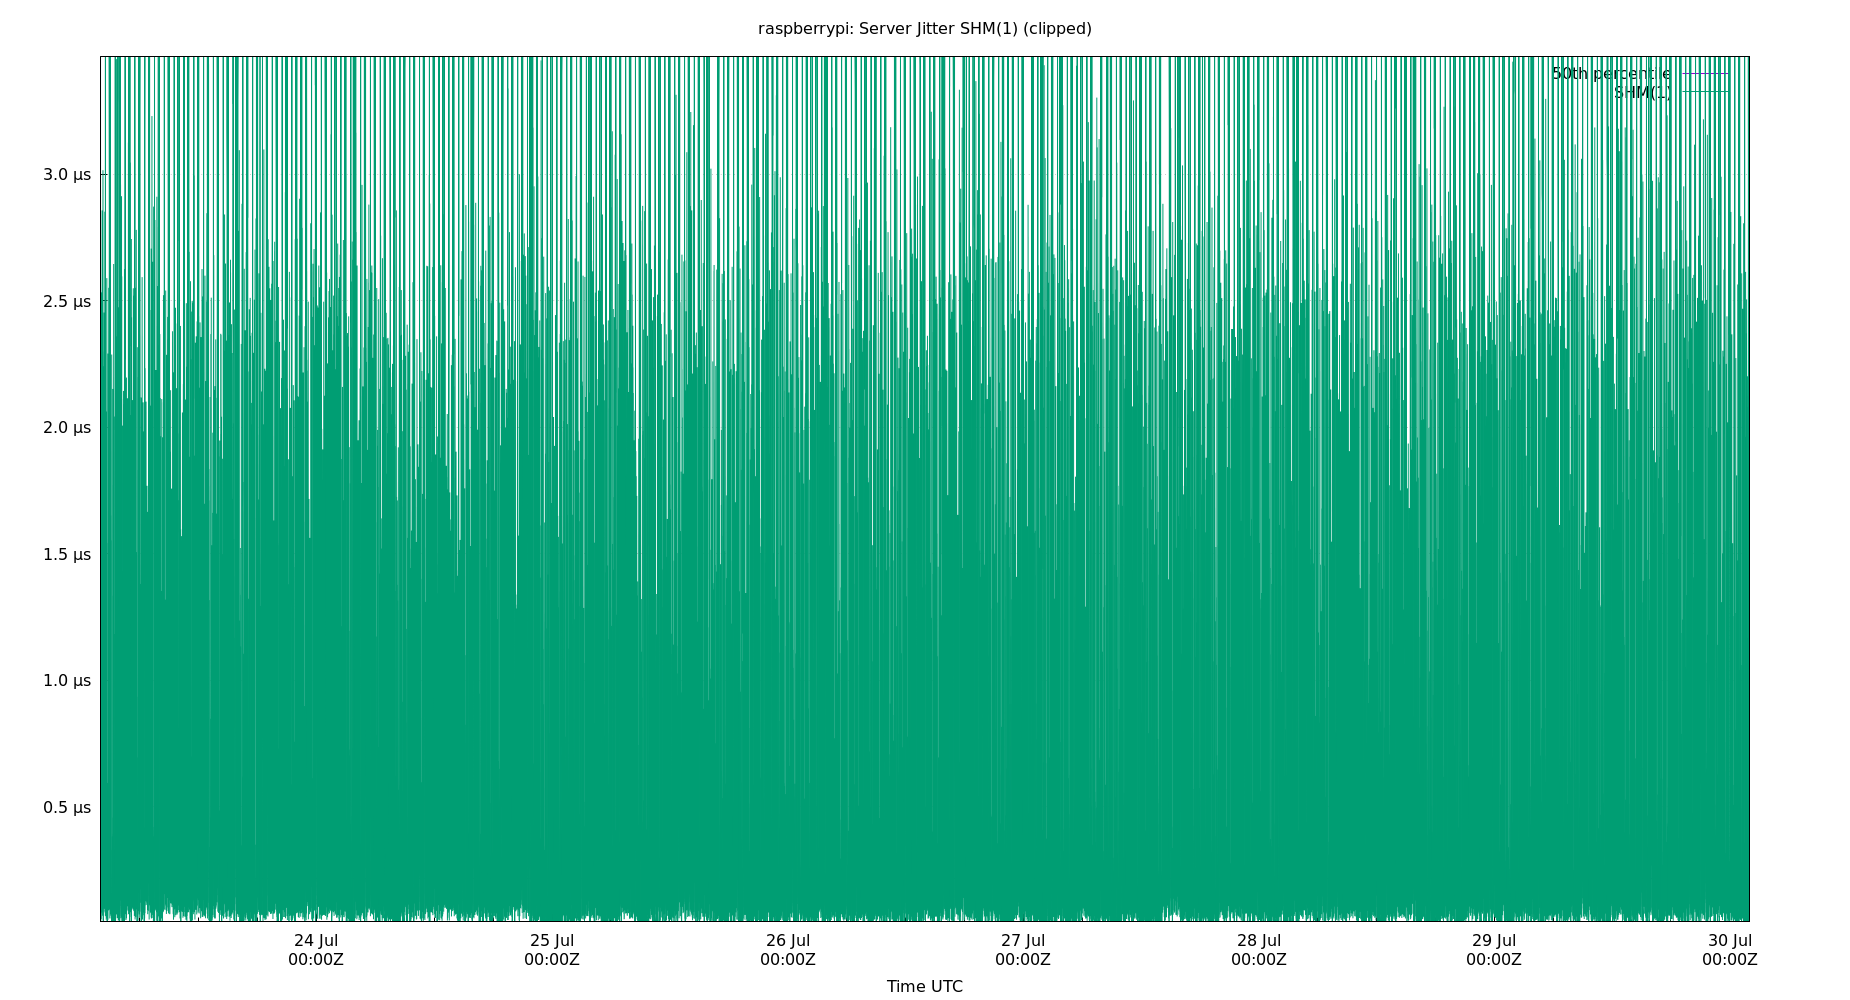 raspberrypi: Server Jitter SHM(1) (clipped)
50th percentile
SHM(1)
3.0 µs
2.5 µs
2.0 µs
1.5 µs
1.0 µs
0.5 µs
24 Jul 25 Jul 26 Jul 27 Jul 28 Jul 29 Jul 30 Jul
00:00Z 00:00Z 00:00Z 00:00Z 00:00Z 00:00Z 00:00Z
Time UTC